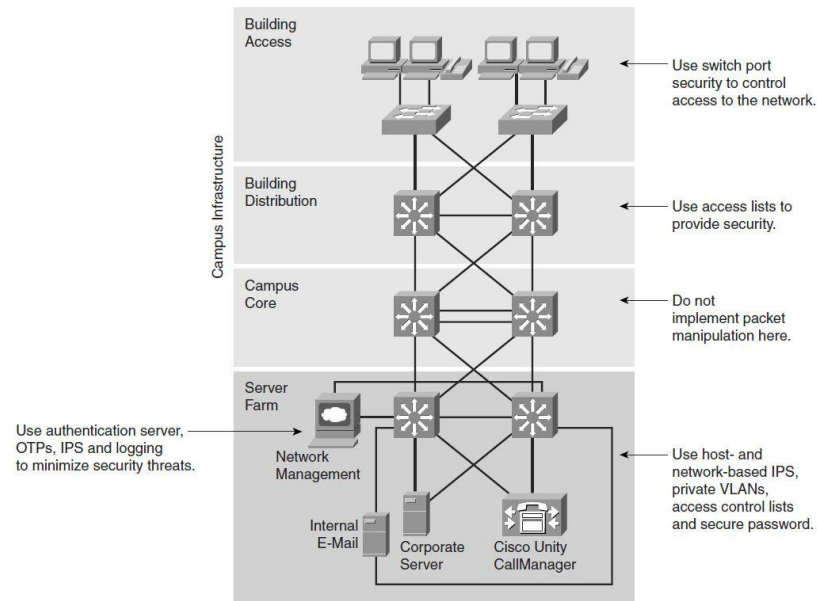 Building
Access
Use switch port
security to control
access to the network.
Campus Infrastructure
Building
Distribution
Use access lists to
provide security.
Campus
Core
Do not
implement packet
manipulation here.
Server
Farm
Use authentication server,
OTPs, IPS and logging
to minimize security threats.
Network
Management
Use host- and
network-based IPS,
private VLANs,
access control lists
and secure password.
Internal
E-Mail
Corporate
Server
Cisco Unity
CallManager